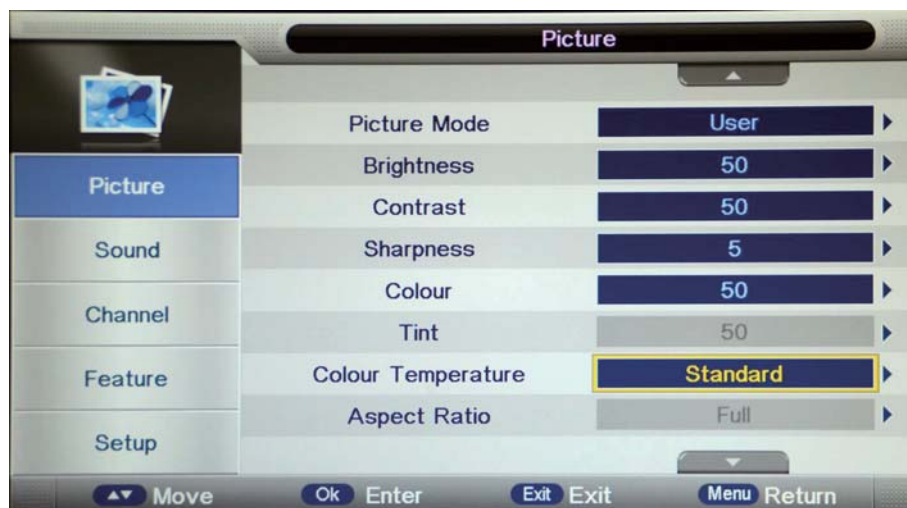 Picture
Picture
Sound
Channel
Feature
Setup
Picture Mode User
Brightness 50
Contrast 50
Sharpness 5
Colour 50
Tint 50
Colour Temperature Standard
Aspect Ratio Full
Move Ok Enter Exit Exit Menu Return